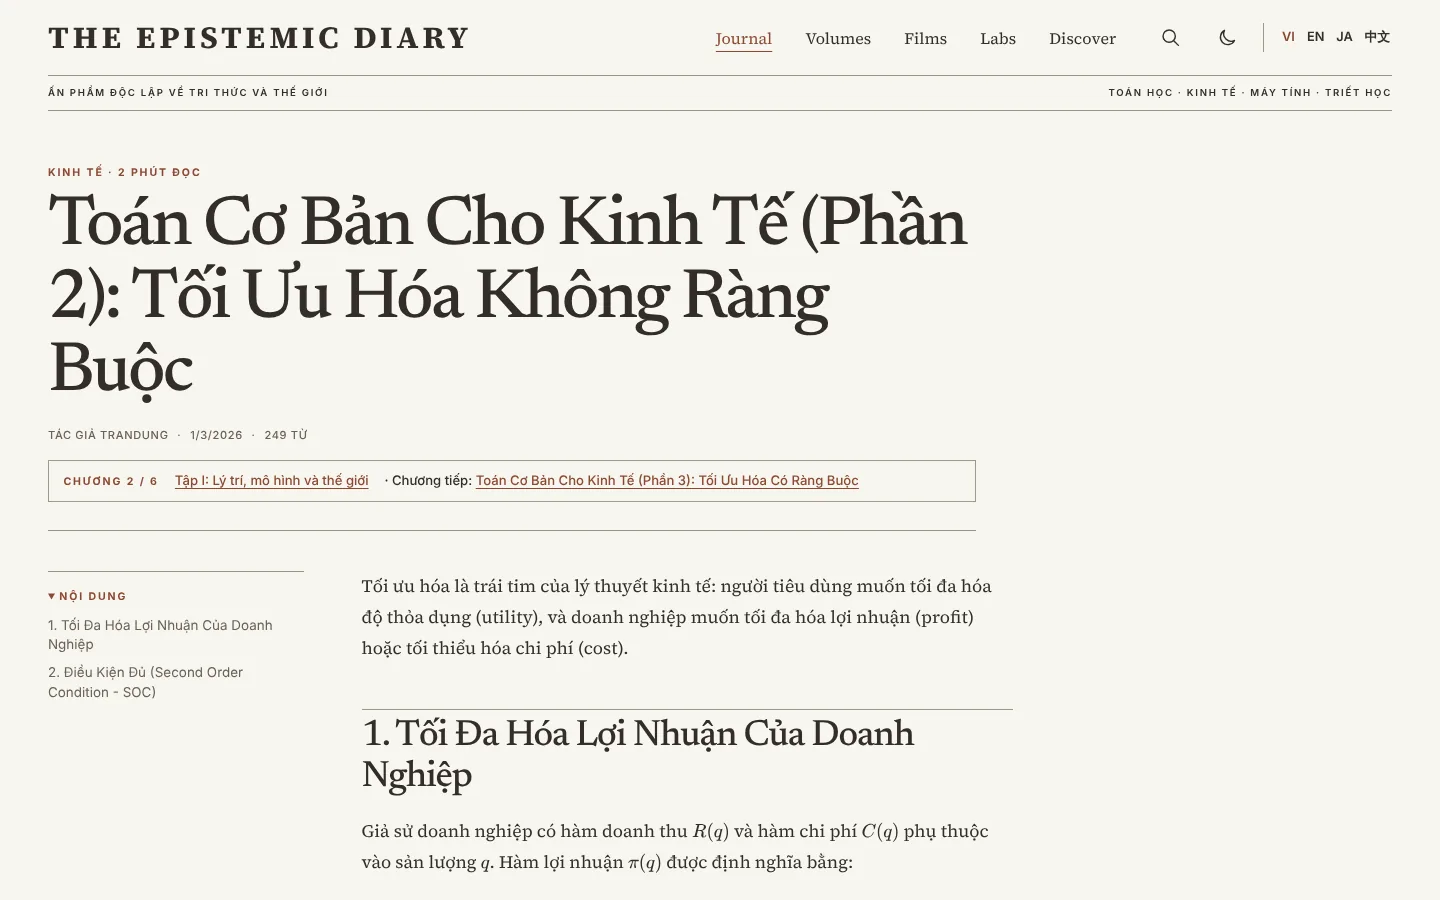 THE EPISTEMIC DIARY
Journal Volumes Films Labs Discover VI EN JA 中文
ẤN PHẨM ĐỘC LẬP VỀ TRI THỨC VÀ THẾ GIỚI
TOÁN HỌC · KINH TẾ · MÁY TÍNH · TRIẾT HỌC
KINH TẾ · 2 PHÚT ĐỌC
Toán Cơ Bản Cho Kinh Tế (Phần
2): Tối Ưu Hóa Không Ràng
Buộc
TÁC GIẢ TRANDUNG · 1/3/2026 · 249 TỪ
CHƯƠNG 2 / 6 Tập I: Lý trí, mô hình và thế giới · Chương tiếp: Toán Cơ Bản Cho Kinh Tế (Phần 3): Tối Ưu Hóa Có Ràng Buộc
▾ NỘI DUNG
1. Tối Đa Hóa Lợi Nhuận Của Doanh
Nghiệp
2. Điều Kiện Đủ (Second Order
Condition - SOC)
Tối ưu hóa là trái tim của lý thuyết kinh tế: người tiêu dùng muốn tối đa hóa
độ thỏa dụng (utility), và doanh nghiệp muốn tối đa hóa lợi nhuận (profit)
hoặc tối thiểu hóa chi phí (cost).
1. Tối Đa Hóa Lợi Nhuận Của Doanh
Nghiệp
Giả sử doanh nghiệp có hàm doanh thu R(q) và hàm chi phí C(q) phụ thuộc
vào sản lượng q. Hàm lợi nhuận π(q) được định nghĩa bằng: